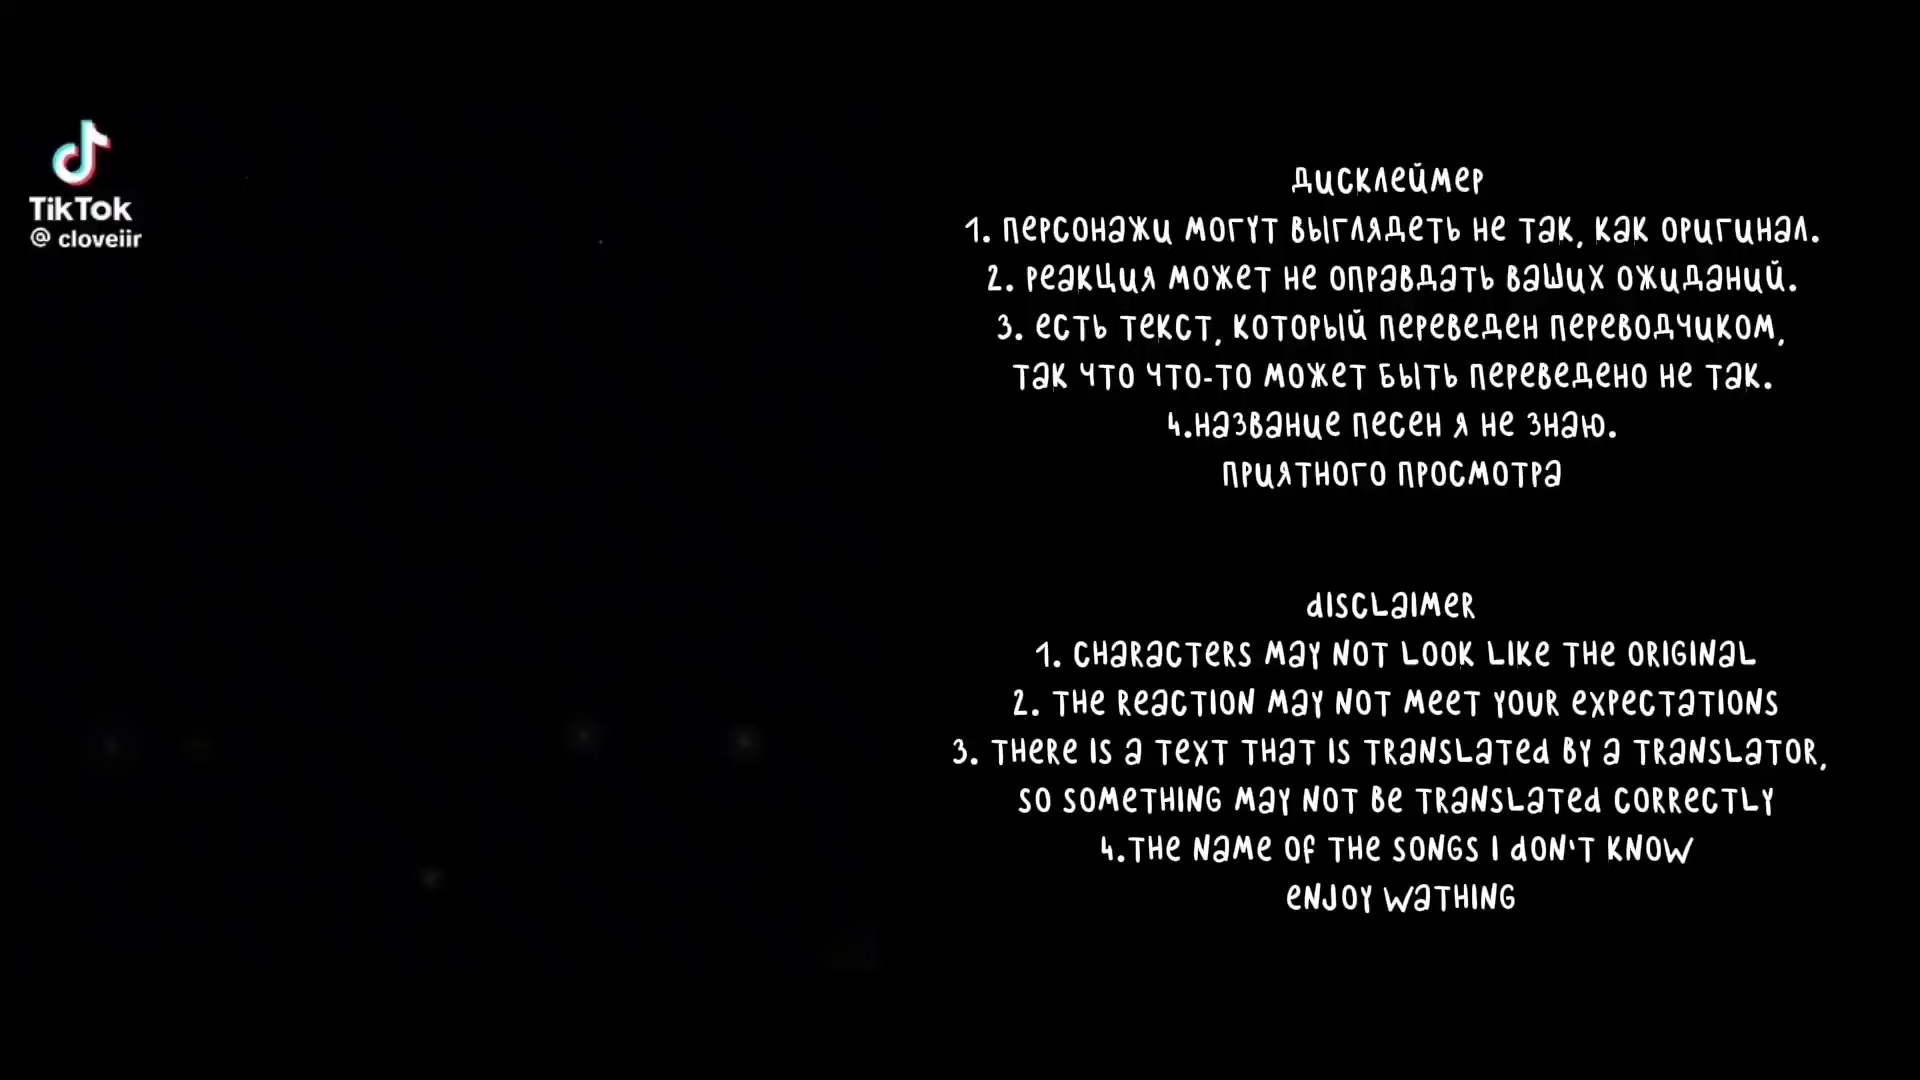 TikTok
@ cloveiir
Дисклеймер
1. Персонажи могут выглядеть не так, как оригинал.
2. Реакция может не оправдать ваших ожиданий.
3. Есть текст, который переведен переводчиком,
так что что-то может быть переведено не так.
4.Название песен я не знаю.
Приятного просмотра
Disclaimer
1. Characters may not look like the original
2. The reaction may not meet your expectations
3. There is a text that is translated by a translator,
so something may not be translated correctly
4.The name of the songs I don't know
Enjoy wathing